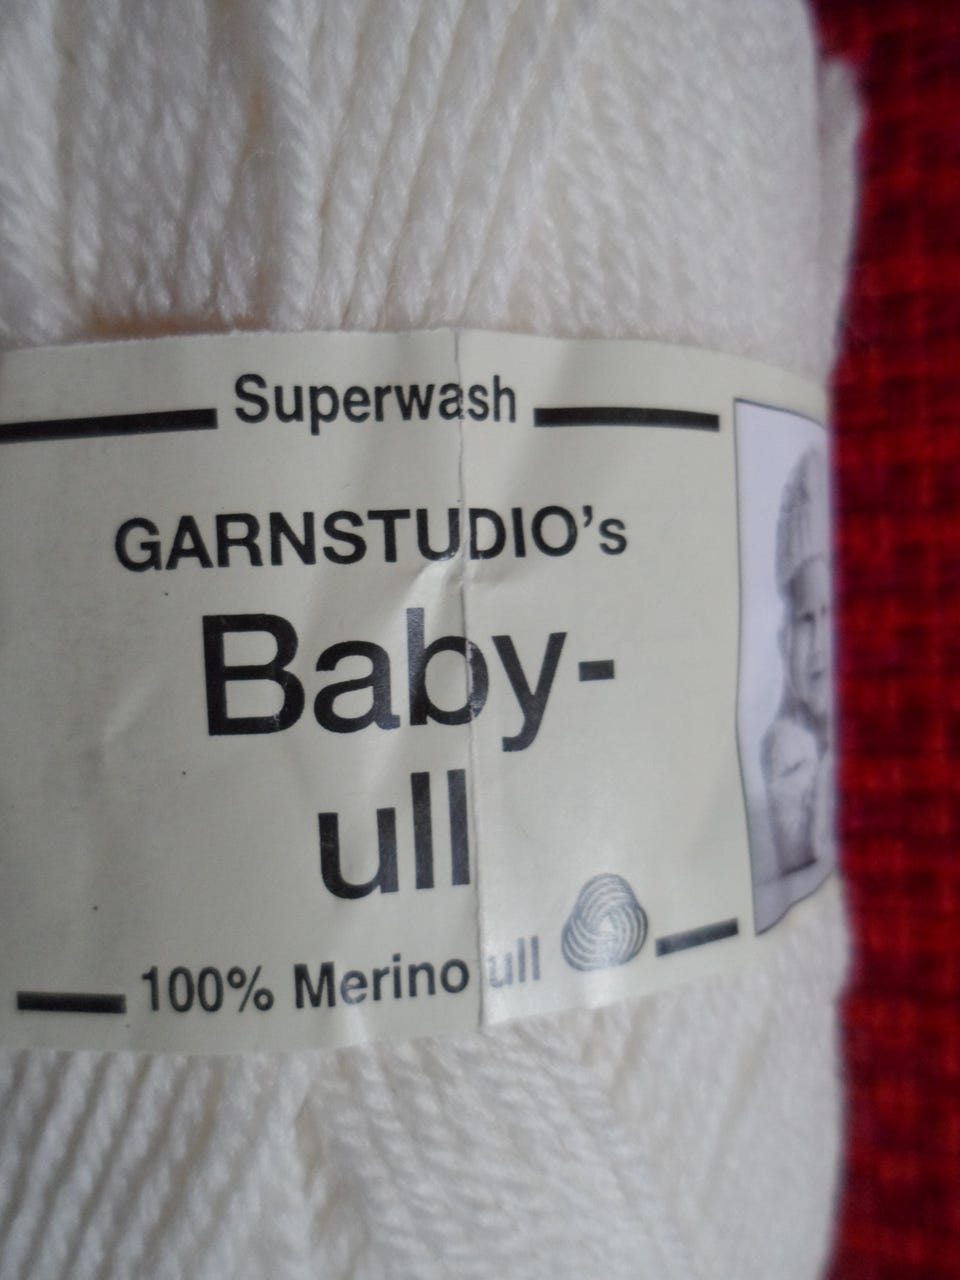 Superwash
GARNSTUDIO's
Baby-
ull
100% Merino ull